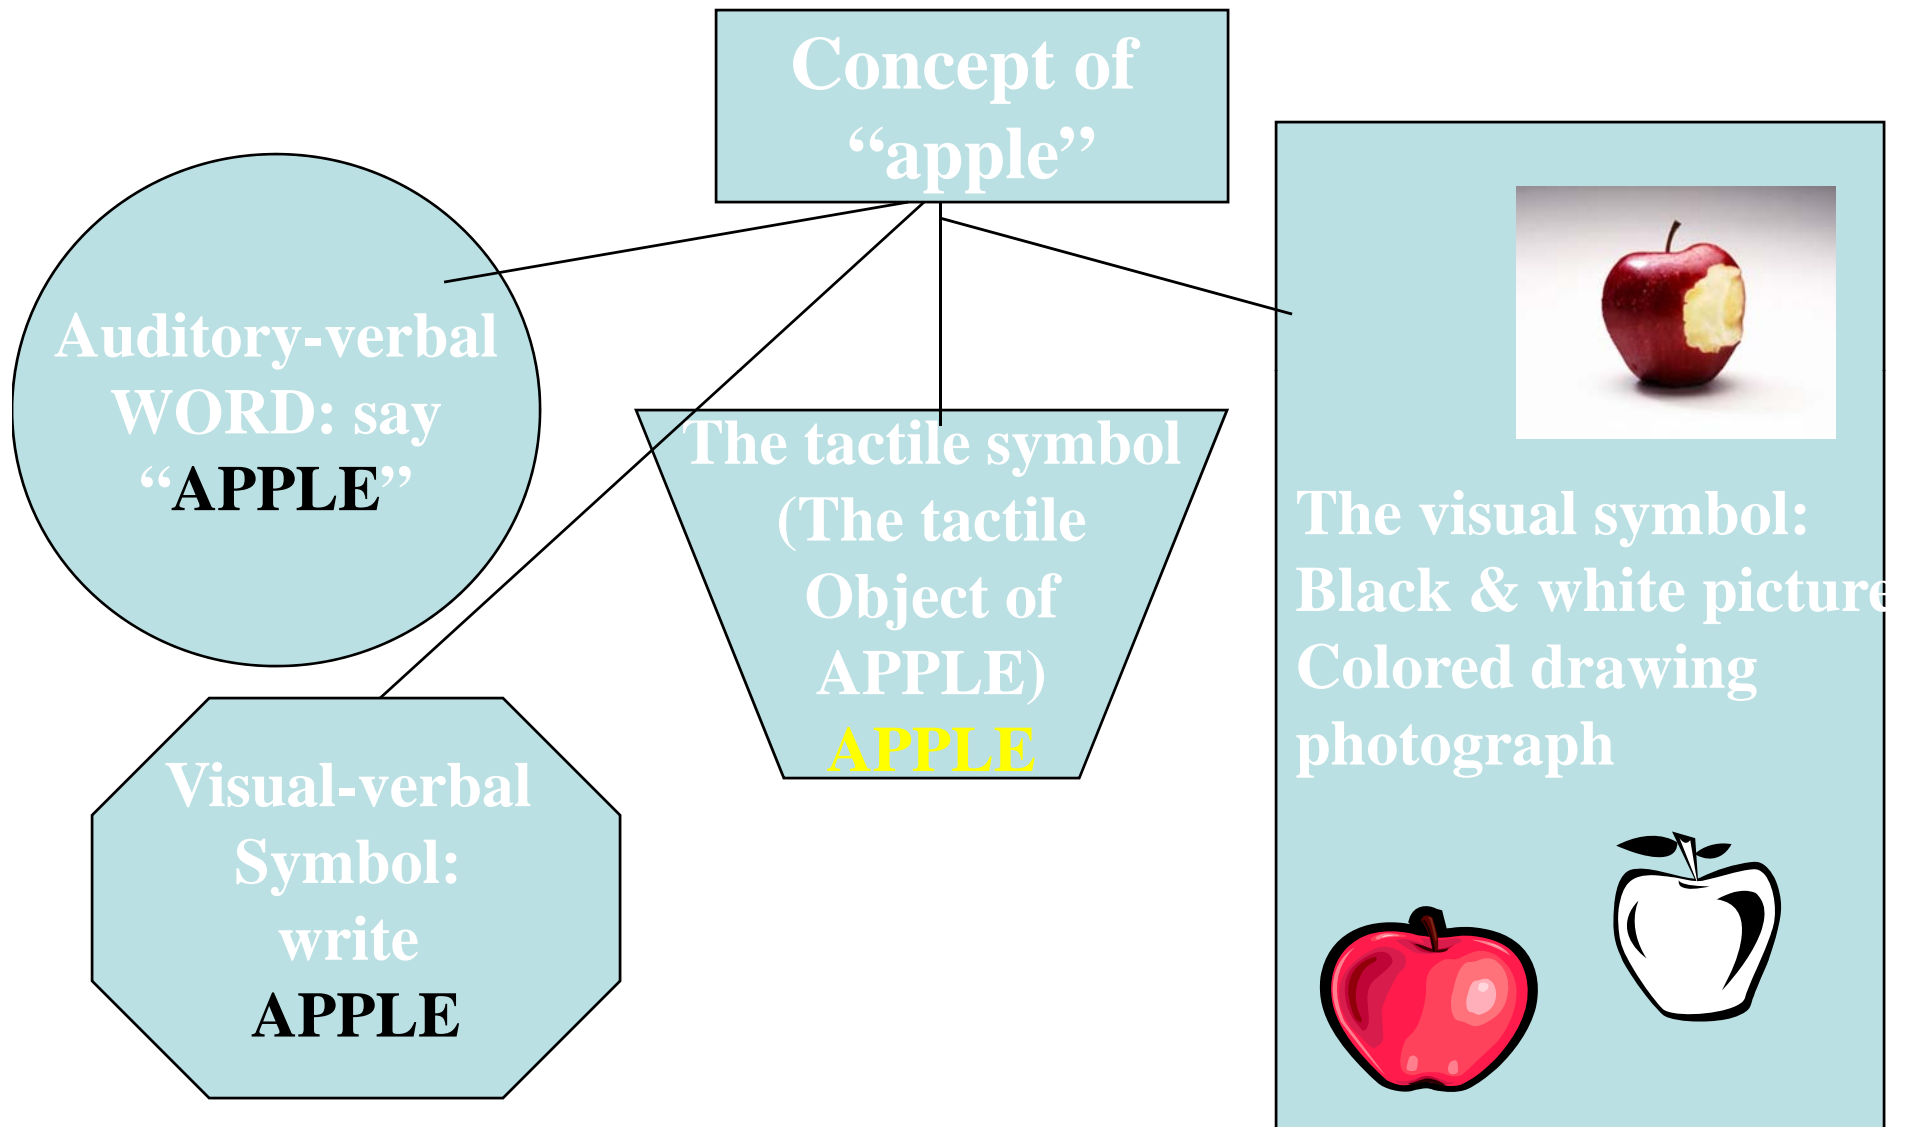 Concept of
“apple”
Auditory-verbal
WORD: say
“APPLE”
The tactile symbol
(The tactile
Object of
APPLE)
APPLE
The visual symbol:
Black & white picture
Colored drawing
photograph
Visual-verbal
Symbol:
write
APPLE